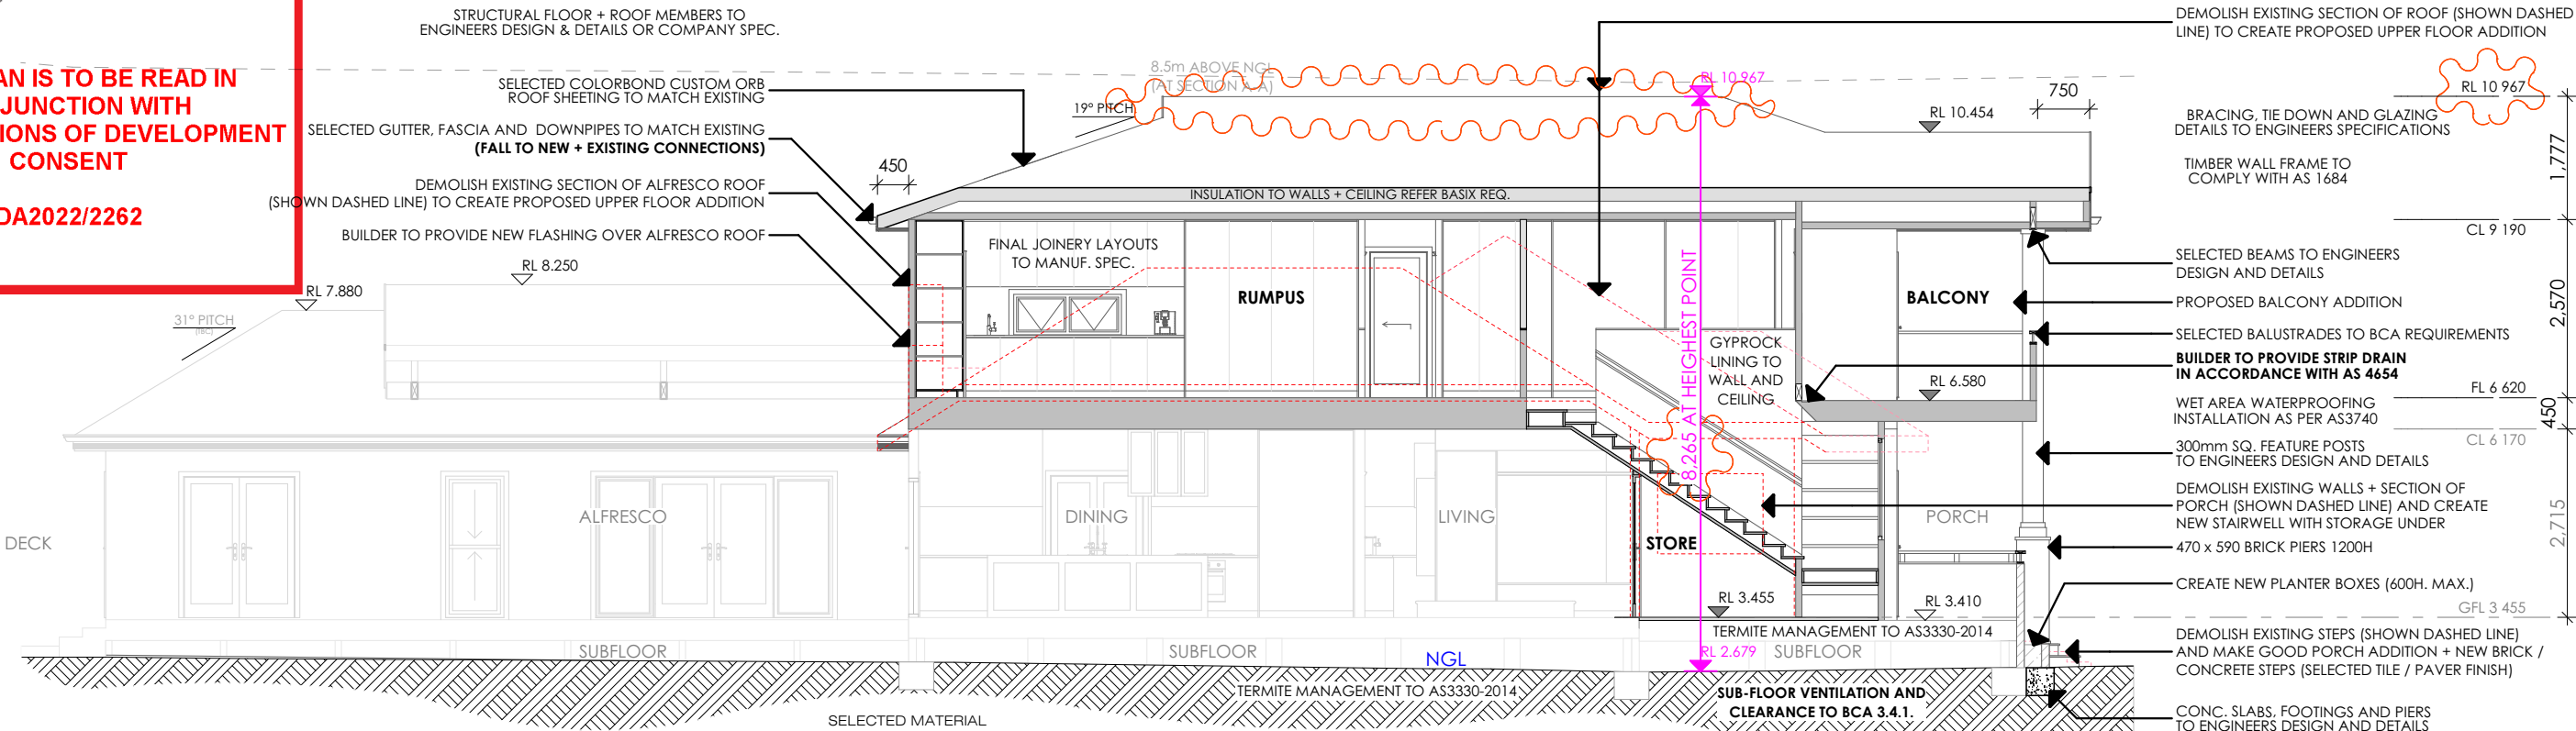 AN IS TO BE READ IN
JUNCTION WITH
IONS OF DEVELOPMENT
CONSENT
DA2022/2262
STRUCTURAL FLOOR + ROOF MEMBERS TO
ENGINEERS DESIGN & DETAILS OR COMPANY SPEC.
SELECTED COLORBOND CUSTOM ORB
ROOF SHEETING TO MATCH EXISTING
SELECTED GUTTER, FASCIA AND DOWNPIPES TO MATCH EXISTING
(FALL TO NEW + EXISTING CONNECTIONS)
DEMOLISH EXISTING SECTION OF ALFRESCO ROOF
(SHOWN DASHED LINE) TO CREATE PROPOSED UPPER FLOOR ADDITION
BUILDER TO PROVIDE NEW FLASHING OVER ALFRESCO ROOF
RL 8.250
RL 7.880
31º PITCH
(TBC)
450
19º PITCH
8.5m ABOVE NGL
(AT SECTION A-A)
RL 10.967
RL 10.454
750
INSULATION TO WALLS + CEILING REFER BASIX REQ.
FINAL JOINERY LAYOUTS
TO MANUF. SPEC.
RUMPUS
8,265 AT HEIGHEST POINT
GYPROCK
LINING TO
WALL AND
CEILING
BALCONY
RL 6.580
DECK
ALFRESCO
DINING
LIVING
STORE
PORCH
RL 3.455
RL 3.410
TERMITE MANAGEMENT TO AS3330-2014
SUBFLOOR
SUBFLOOR
NGL
RL 2.679
SUBFLOOR
TERMITE MANAGEMENT TO AS3330-2014
SUB-FLOOR VENTILATION AND
CLEARANCE TO BCA 3.4.1.
SELECTED MATERIAL
DEMOLISH EXISTING SECTION OF ROOF (SHOWN DASHED
LINE) TO CREATE PROPOSED UPPER FLOOR ADDITION
RL 10 967
BRACING, TIE DOWN AND GLAZING
DETAILS TO ENGINEERS SPECIFICATIONS
TIMBER WALL FRAME TO
COMPLY WITH AS 1684
1,777
CL 9 190
SELECTED BEAMS TO ENGINEERS
DESIGN AND DETAILS
PROPOSED BALCONY ADDITION
2,570
SELECTED BALUSTRADES TO BCA REQUIREMENTS
BUILDER TO PROVIDE STRIP DRAIN
IN ACCORDANCE WITH AS 4654
FL 6 620
WET AREA WATERPROOFING
INSTALLATION AS PER AS3740
450
CL 6 170
300mm SQ. FEATURE POSTS
TO ENGINEERS DESIGN AND DETAILS
DEMOLISH EXISTING WALLS + SECTION OF
PORCH (SHOWN DASHED LINE) AND CREATE
NEW STAIRWELL WITH STORAGE UNDER
2,715
470 x 590 BRICK PIERS 1200H
CREATE NEW PLANTER BOXES (600H. MAX.)
GFL 3 455
DEMOLISH EXISTING STEPS (SHOWN DASHED LINE)
AND MAKE GOOD PORCH ADDITION + NEW BRICK /
CONCRETE STEPS (SELECTED TILE / PAVER FINISH)
CONC. SLABS, FOOTINGS AND PIERS
TO ENGINEERS DESIGN AND DETAILS